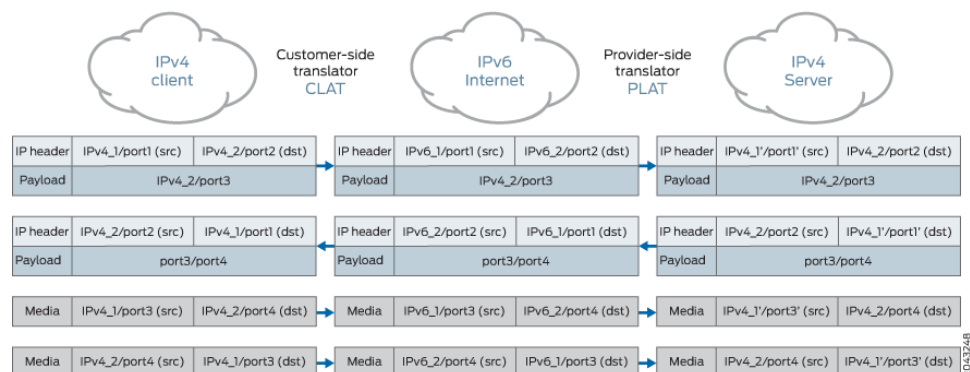 IPv4 client
Customer-side translator CLAT
IPv6 Internet
Provider-side translator PLAT
IPv4 Server
IP header IPv4_1/port1 (src) IPv4_2/port2 (dst) IP header IPv6_1/port1 (src) IPv6_2/port2 (dst) IP header IPv4_1'/port1' (src) IPv4_2/port2 (dst)
Payload IPv4_2/port3 Payload IPv4_2/port3 Payload IPv4_2/port3
IP header IPv4_2/port2 (src) IPv4_1/port1 (dst) IP header IPv6_2/port2 (src) IPv6_1/port1 (dst) IP header IPv4_2/port2 (src) IPv4_1'/port1' (dst)
Payload port3/port4 Payload port3/port4 Payload port3/port4
Media IPv4_1/port3 (src) IPv4_2/port4 (dst) Media IPv6_1/port3 (src) IPv6_2/port4 (dst) Media IPv4_1'/port3' (src) IPv4_2/port4 (dst)
Media IPv4_2/port4 (src) IPv4_1/port3 (dst) Media IPv6_2/port4 (src) IPv6_1/port3 (dst) Media IPv4_2/port4 (src) IPv4_1'/port3' (dst)